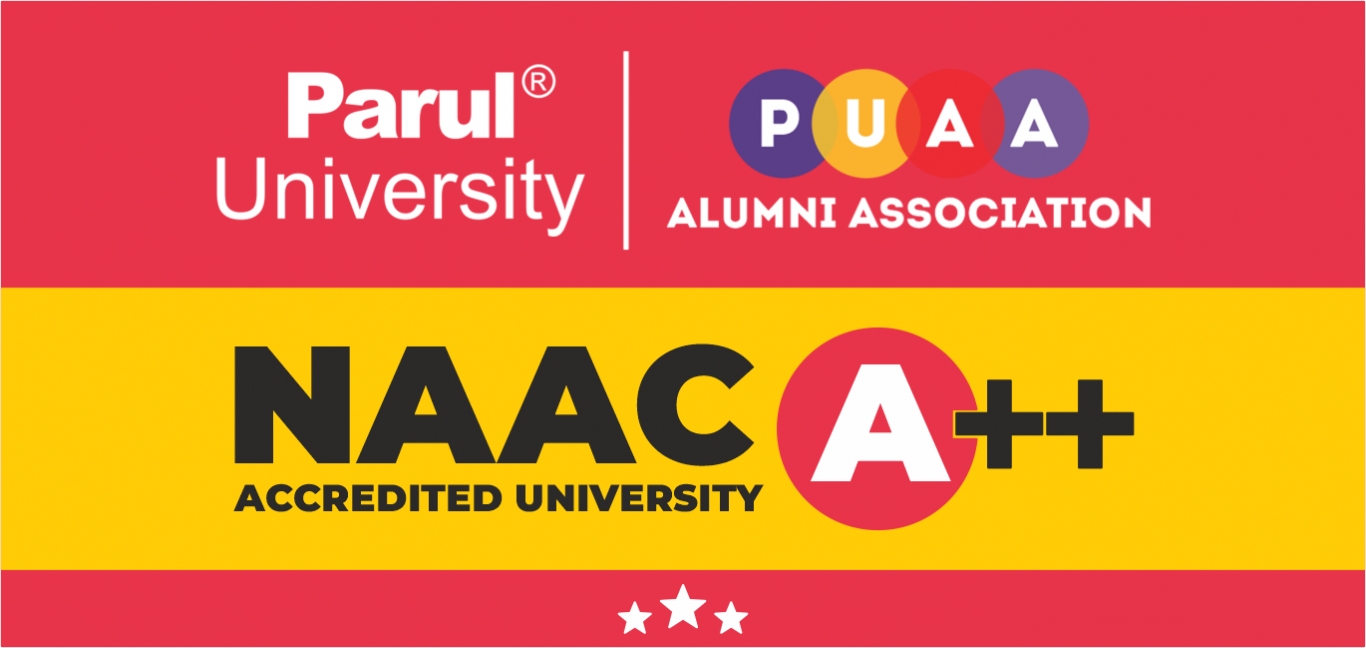 Parul®
University
PUAA
ALUMNI ASSOCIATION
NAAC A++
ACCREDITED UNIVERSITY